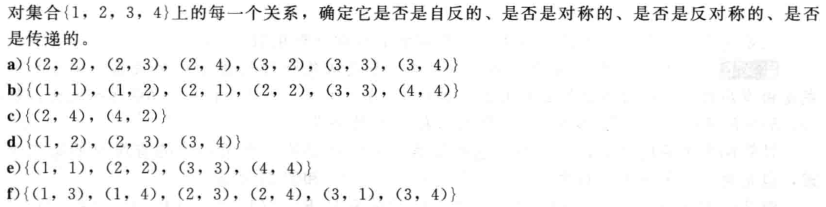 对集合{1，2，3，4}上的每一个关系，确定它是否是自反的、是否是对称的、是否是反对称的、是否
是传递的。
a){(2，2)，(2，3)，(2，4)，(3，2)，(3，3)，(3，4)}
b){(1，1)，(1，2)，(2，1)，(2，2)，(3，3)，(4，4)}
c){(2，4)，(4，2)}
d){(1，2)，(2，3)，(3，4)}
e){(1，1)，(2，2)，(3，3)，(4，4)}
f){(1，3)，(1，4)，(2，3)，(2，4)，(3，1)，(3，4)}